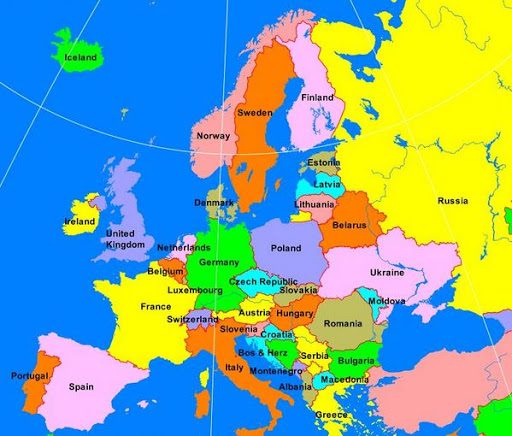 Iceland
Finland
Sweden
Norway
Estonia
Latvia
Denmark
Lithuania
Russia
Ireland
Belarus
United
Kingdom
Netherlands
Poland
Germany
Belgium
Ukraine
Czech Republic
Luxembourg
Slovakia
Moldova
France
Austria
Hungary
Switzerland
Romania
Slovenia
Croatia
Bos & Herz
Serbia
Bulgaria
Italy
Montenegro
Portugal
Spain
Albania
Macedonia
Greece